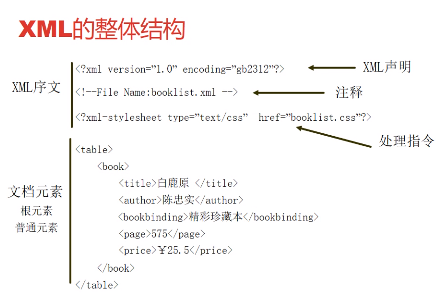 XML的整体结构
XML序文
<?xml version="1.0" encoding="gb2312"?>
XML声明
<!--File Name:booklist.xml -->
注释
<?xml-stylesheet type="text/css" href="booklist.css"?>
处理指令
文档元素
根元素
普通元素
<table>
<book>
<title>白鹿原 </title>
<author>陈忠实</author>
<bookbinding>精彩珍藏本</bookbinding>
<page>575</page>
<price>￥25.5</price>
</book>
</table>